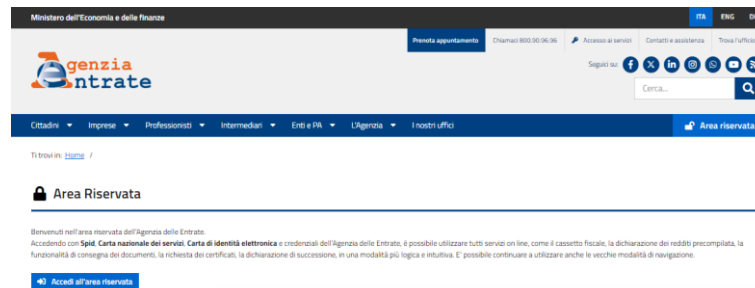 Ministero dell'Economia e delle finanze
ITA ENG
Prenota appuntamento Chiamaci 800.90.96.96 Accesso ai servizi Contatti e assistenza Trova l'ufficio
Agenzia
Entrate
Seguici su:
Cerca...
Cittadini Imprese Professionisti Intermediari Enti e PA L'Agenzia I nostri uffici Area riservata
Ti trovi in: Home /
Area Riservata
Benvenuti nell'area riservata dell'Agenzia delle Entrate.
Accedendo con Spid, Carta nazionale dei servizi, Carta di identità elettronica e credenziali dell'Agenzia delle Entrate, è possibile utilizzare tutti servizi on line, come il cassetto fiscale, la dichiarazione dei redditi precompilata, la
funzionalità di consegna dei documenti, la richiesta dei certificati, la dichiarazione di successione, in una modalità più logica e intuitiva. E' possibile continuare a utilizzare anche le vecchie modalità di navigazione.
Accedi all'area riservata